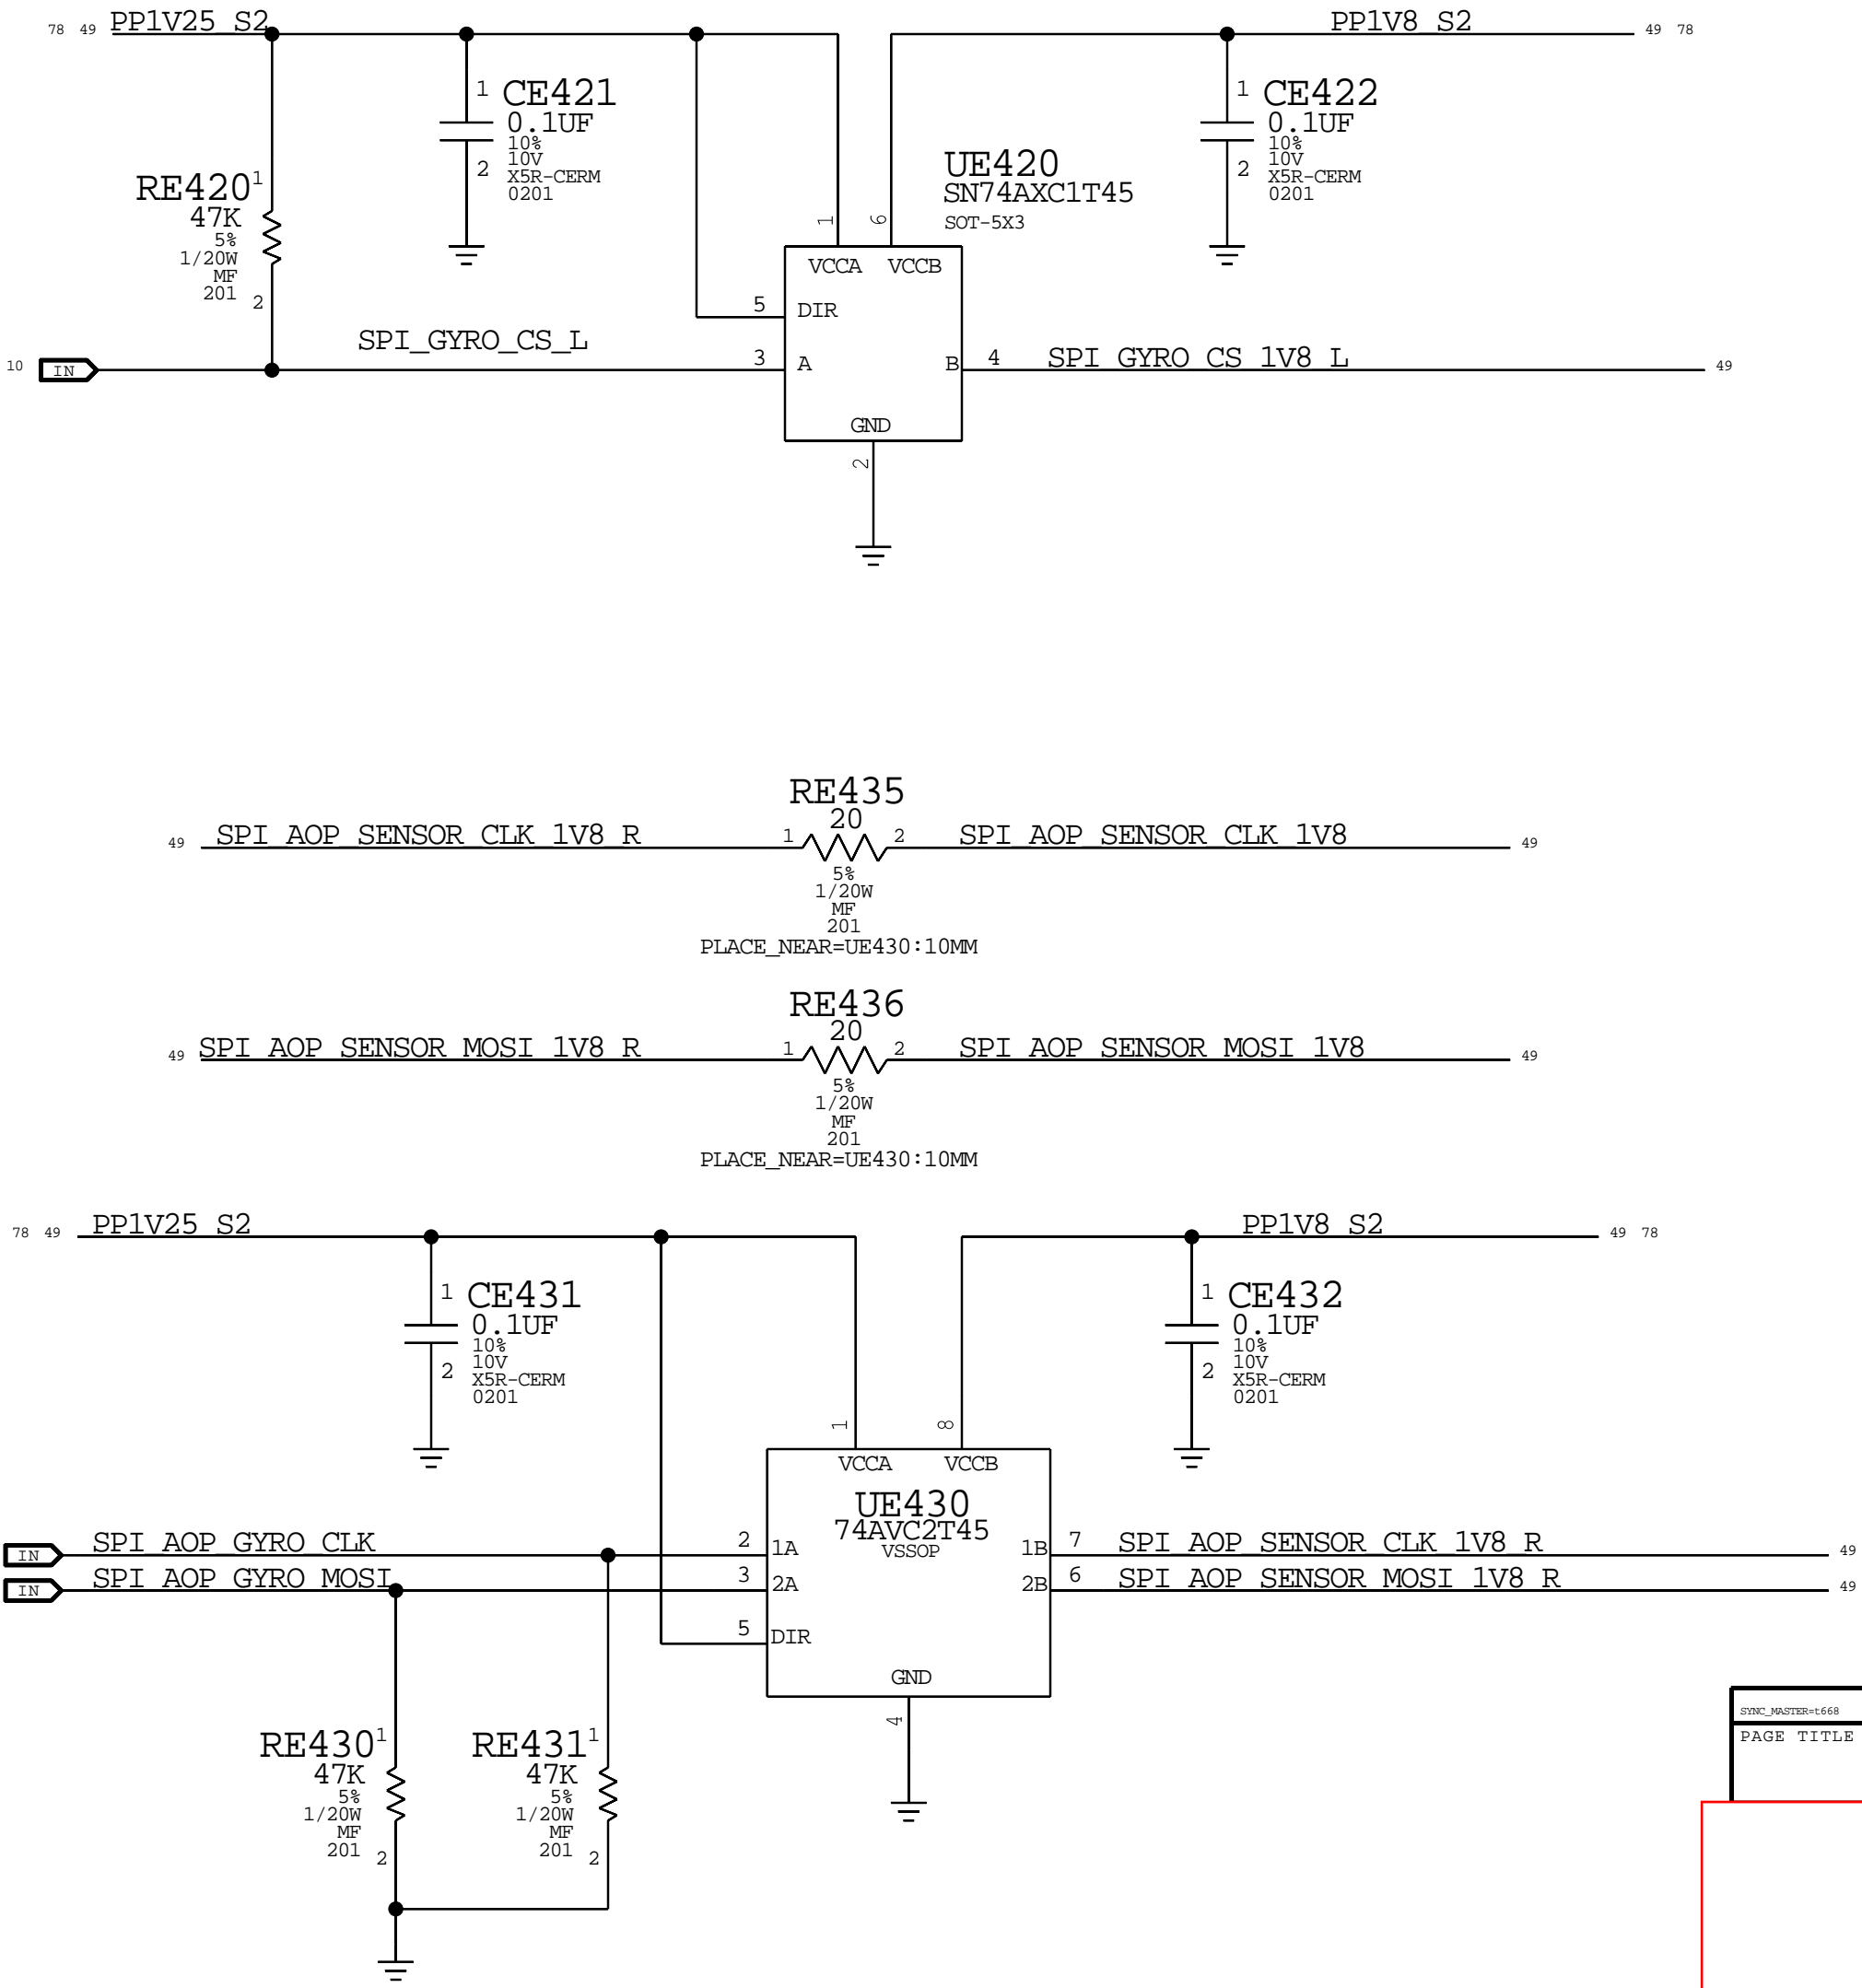 78 49 PP1V25_S2
PP1V8_S2 49 78
1 CE421
0.1UF
10%
10V
2 X5R-CERM
0201
1 CE422
0.1UF
10%
10V
2 X5R-CERM
0201
RE420 1
47K
5%
1/20W
MF
201 2
UE420
SN74AXC1T45
SOT-5X3
1 6
VCCA VCCB
5 DIR
10 IN SPI_GYRO_CS_L 3 A
B 4 SPI_GYRO_CS_1V8_L 49
GND
2
RE435
20
49 SPI_AOP_SENSOR_CLK_1V8_R 1 2 SPI_AOP_SENSOR_CLK_1V8 49
5%
1/20W
MF
201
PLACE_NEAR=UE430:10MM
RE436
20
49 SPI_AOP_SENSOR_MOSI_1V8_R 1 2 SPI_AOP_SENSOR_MOSI_1V8 49
5%
1/20W
MF
201
PLACE_NEAR=UE430:10MM
78 49 PP1V25_S2
PP1V8_S2 49 78
1 CE431
0.1UF
10%
10V
2 X5R-CERM
0201
1 CE432
0.1UF
10%
10V
2 X5R-CERM
0201
1 8
VCCA VCCB
UE430
74AVC2T45
VSSOP
IN SPI_AOP_GYRO_CLK 2 1A
1B 7 SPI_AOP_SENSOR_CLK_1V8_R 49
IN SPI_AOP_GYRO_MOSI 3 2A
2B 6 SPI_AOP_SENSOR_MOSI_1V8_R 49
5 DIR
GND
4
RE430 1
47K
5%
1/20W
MF
201 2
RE431 1
47K
5%
1/20W
MF
201 2
SYNC_MASTER=t668
PAGE TITLE